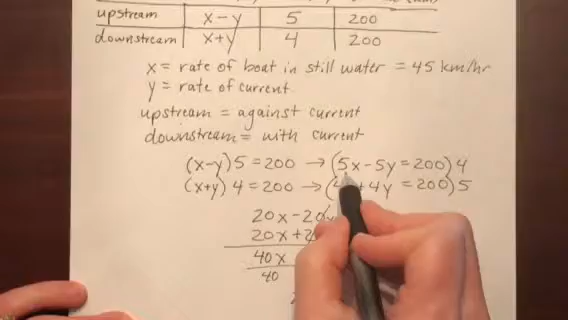 upstream x-y 5 200
downstream x+y 4 200
x = rate of boat in still water = 45 km/hr
y = rate of current
upstream = against current
downstream = with current
(x-y)5 = 200 → (5x-5y = 200)4
(x+y)4 = 200 → (4 +4y = 200)5
20x-20
20x+2
40x
40